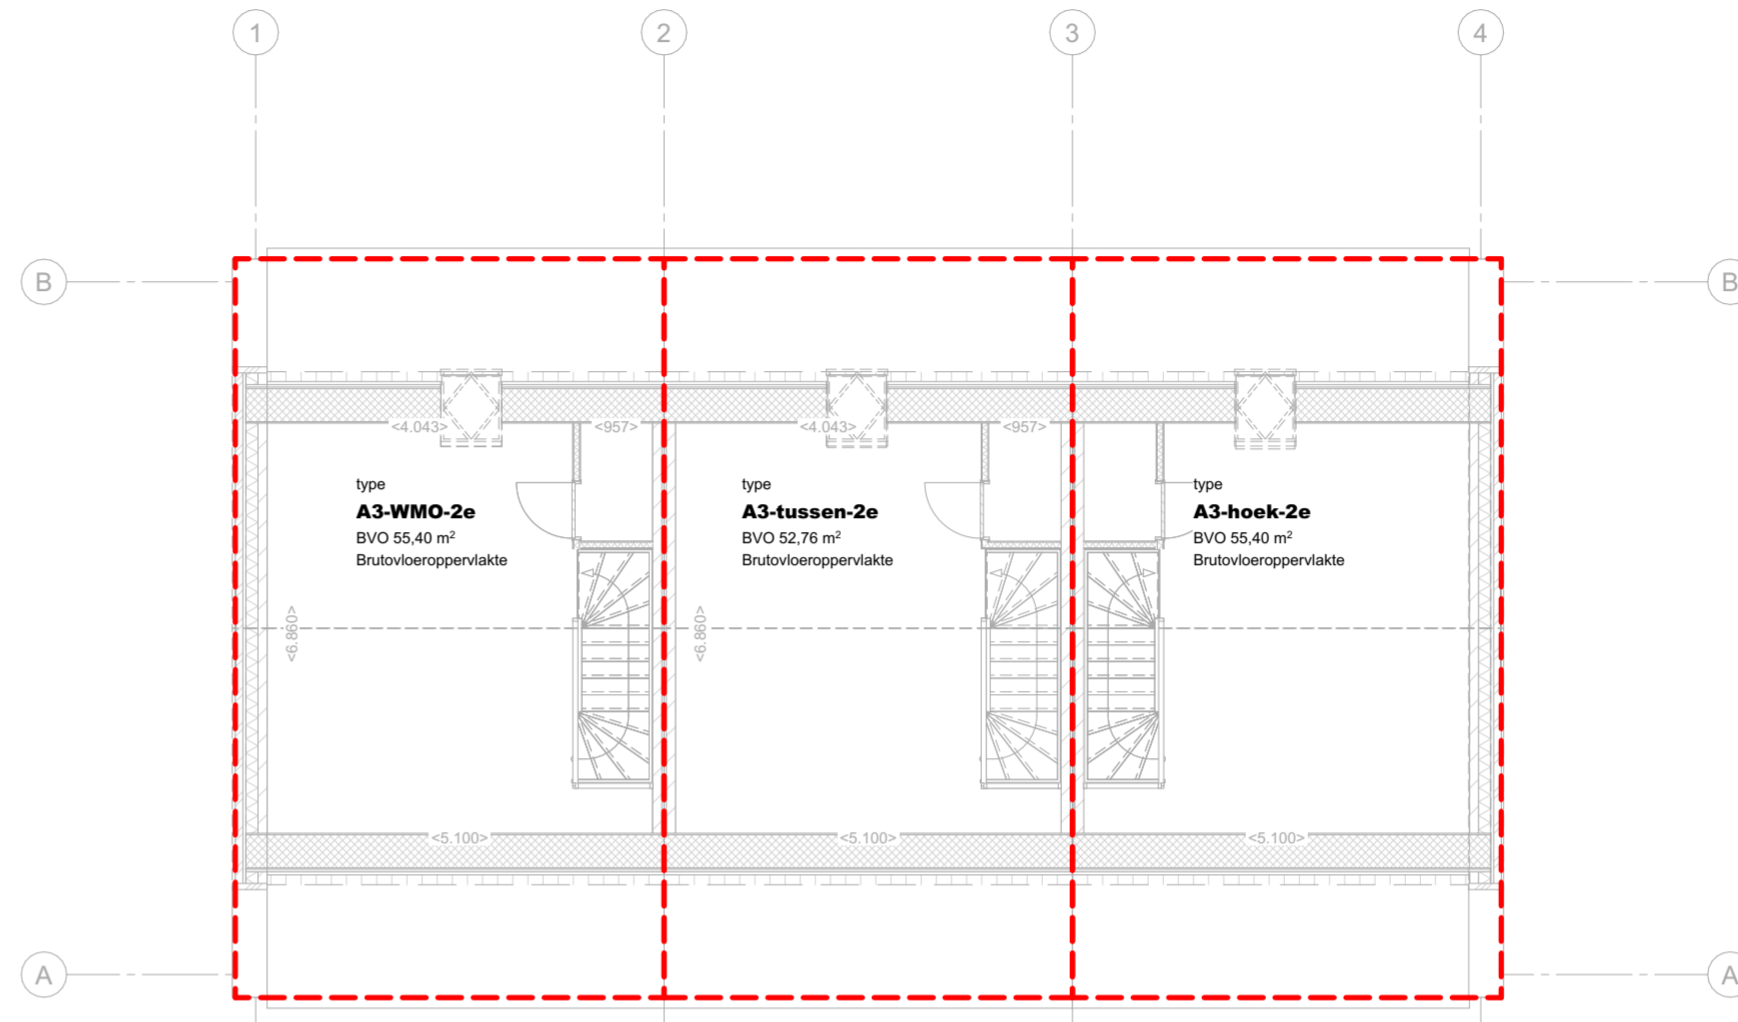 1 2 3 4
B B
<4.043> <957> <4.043> <957>
type type type
A3-WMO-2e A3-tussen-2e A3-hoek-2e
BVO 55,40 m² BVO 52,76 m² BVO 55,40 m²
Brutovloeroppervlakte Brutovloeroppervlakte Brutovloeroppervlakte
<6.860> <6.860>
<5.100> <5.100> <5.100>
A A